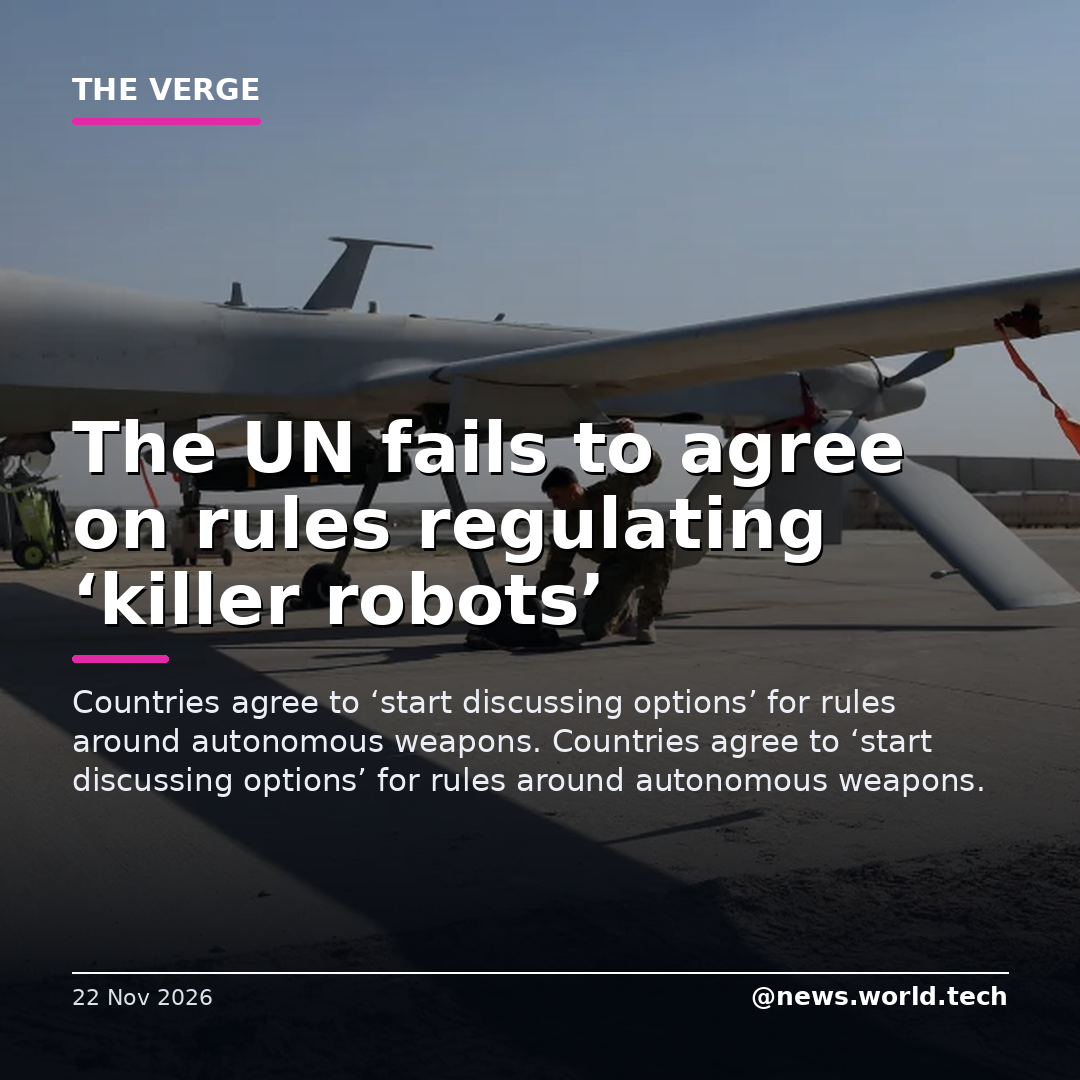 THE VERGE
The UN fails to agree
on rules regulating
‘killer robots’
Countries agree to ‘start discussing options’ for rules
around autonomous weapons. Countries agree to ‘start
discussing options’ for rules around autonomous weapons.
22 Nov 2026
@news.world.tech